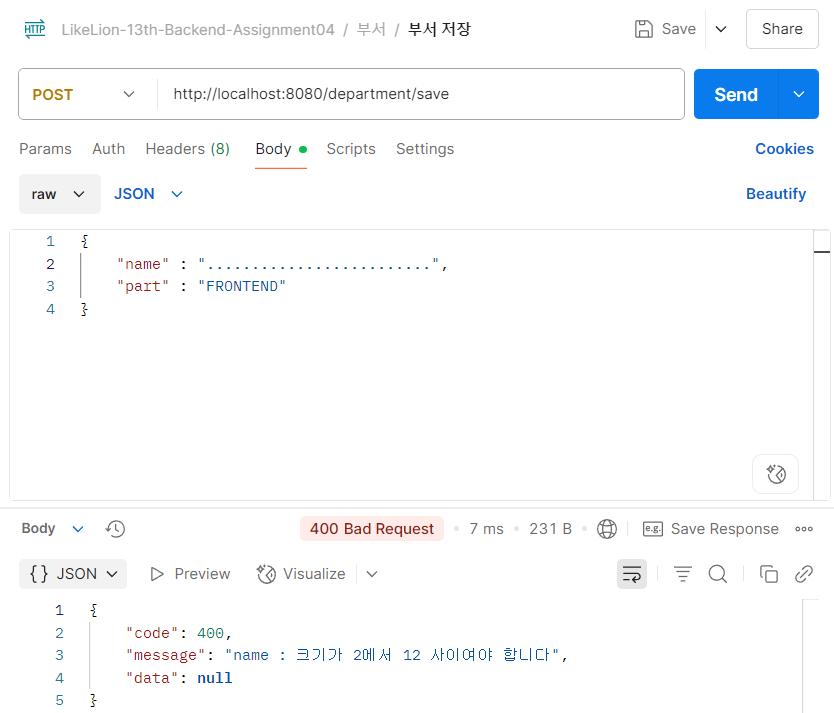 HTTP LikeLion-13th-Backend-Assignment04 / 부서 / 부서 저장 Save Share
POST http://localhost:8080/department/save Send
Params Auth Headers (8) Body Scripts Settings Cookies
raw JSON Beautify
1 {
2 "name" : ".........................",
3 "part" : "FRONTEND"
4 }
Body 400 Bad Request 7 ms 231 B e.g. Save Response
{} JSON Preview Visualize
1 {
2 "code": 400,
3 "message": "name : 크기가 2에서 12 사이여야 합니다",
4 "data": null
5 }